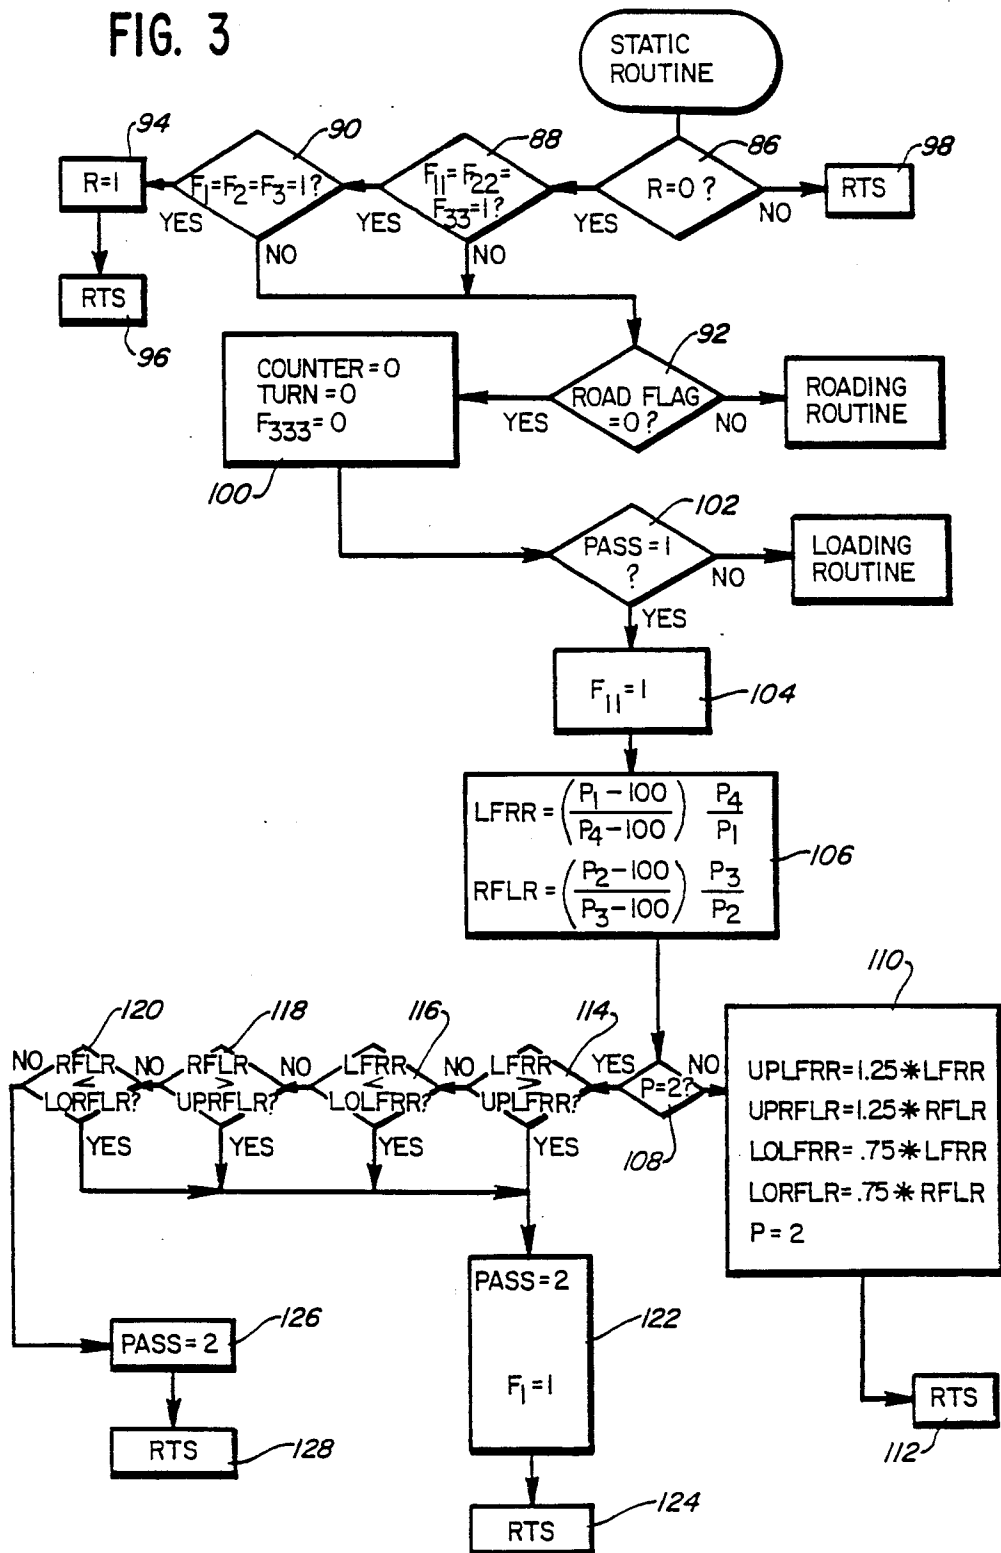 FIG. 3
STATIC
ROUTINE
86
R=0 ?
YES
NO
98
RTS
88
F11=F22=
F33=1?
YES
NO
90
F1=F2=F3=1?
YES
NO
94
R=1
RTS
96
92
ROAD FLAG
=0 ?
YES
NO
ROADING
ROUTINE
COUNTER=0
TURN=0
F333=0
100
102
PASS=1
?
NO
YES
LOADING
ROUTINE
F11=1
104
LFRR=(P1-100/P4-100) P4/P1
RFLR=(P2-100/P3-100) P3/P2
106
P=2?
108
YES
NO
110
UPLFRR=1.25*LFRR
UPRFLR=1.25*RFLR
LOLFRR=.75*LFRR
LORFLR=.75*RFLR
P=2
RTS
112
114
LFRR
>
UPLFRR?
NO
YES
116
LFRR
<
LOLFRR?
NO
YES
118
RFLR
>
UPRFLR?
NO
YES
120
RFLR
<
LORFLR?
NO
YES
PASS=2
F1=1
122
RTS
124
PASS=2
126
RTS
128